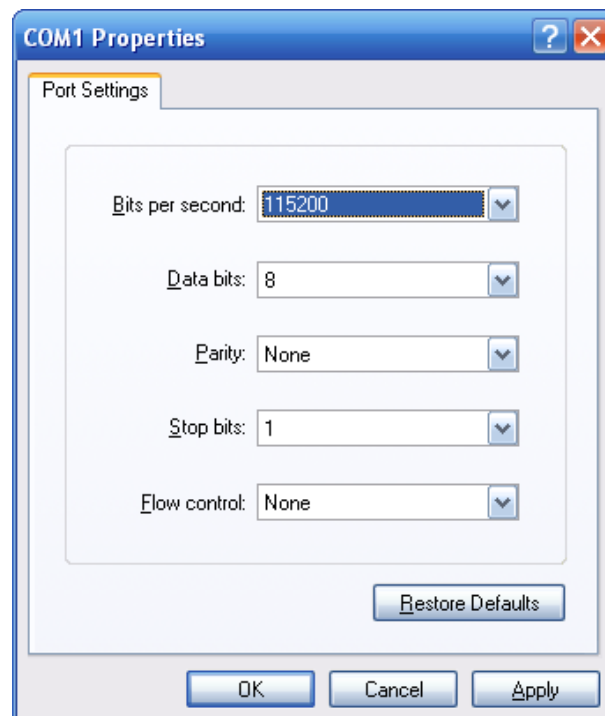 COM1 Properties
Port Settings
Bits per second: 115200
Data bits: 8
Parity: None
Stop bits: 1
Flow control: None
Restore Defaults
OK Cancel Apply